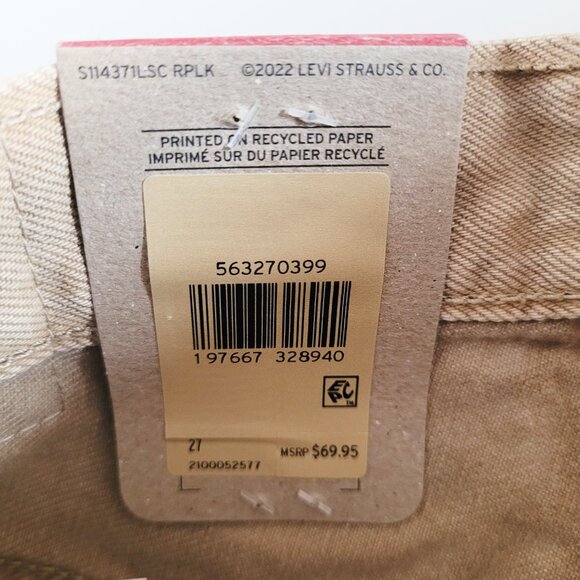 S114371LSC RPLK ©2022 LEVI STRAUSS & CO.
PRINTED ON RECYCLED PAPER
IMPRIMÉ SUR DU PAPIER RECYCLÉ
563270399
1 97667 328940
EPC™
27 MSRP $69.95
2100052577